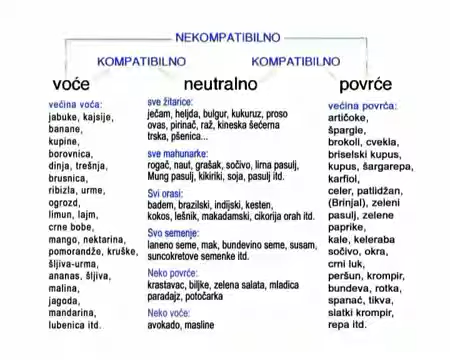 NEKOMPATIBILNO
KOMPATIBILNO
KOMPATIBILNO
voće
neutralno
povrće
većina voća:
jabuke, kajsije,
banane,
kupine,
borovnica,
dinja, trešnja,
brusnica,
ribizla, urme,
ogrozd,
limun, lajm,
crne bobe,
mango, nektarina,
pomorandže, kruške,
šljiva-urma,
ananas, šljiva,
malina,
jagoda,
mandarina,
lubenica itd.
sve žitarice:
ječam, heljda, bulgur, kukuruz, proso
ovas, pirinač, raž, kineska šećerna
trska, pšenica...
sve mahunarke:
rogač, naut, grašak, sočivo, lima pasulj,
Mung pasulj, kikiriki, soja, pasulj itd.
Svi orasi:
badem, brazilski, indijski, kesten,
kokos, lešnik, makadamski, cikorija orah itd.
Svo semenje:
laneno seme, mak, bundevino seme, susam,
suncokretove semenke itd.
Neko povrće:
krastavac, biljke, zelena salata, mladica
paradajz, potočarka
Neko voće:
avokado, masline
većina povrća:
artičoke,
špargle,
brokoli, cvekla,
briselski kupus,
kupus, šargarepa,
karfiol,
celer, patlidžan,
(Brinjal), zeleni
pasulj, zelene
paprike,
kale, keleraba
sočivo, okra,
crni luk,
peršun, krompir,
bundeva, rotka,
spanać, tikva,
slatki krompir,
repa itd.